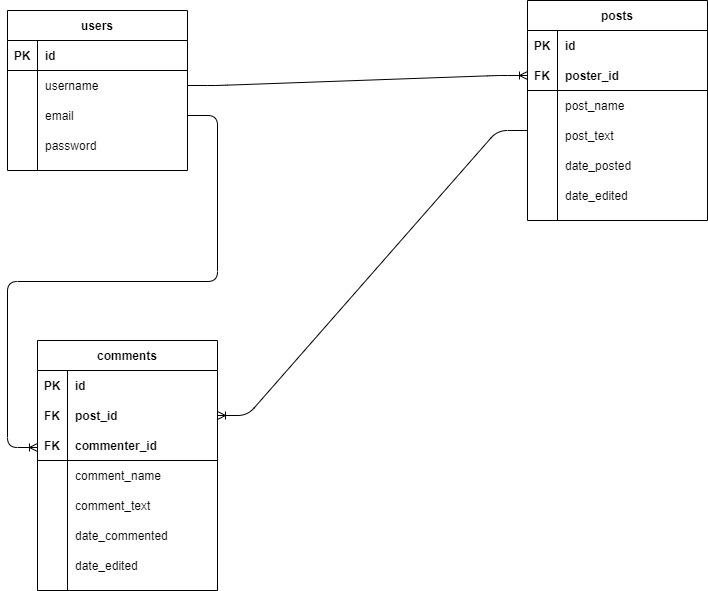 users
PK id
username
email
password
posts
PK id
FK poster_id
post_name
post_text
date_posted
date_edited
comments
PK id
FK post_id
FK commenter_id
comment_name
comment_text
date_commented
date_edited